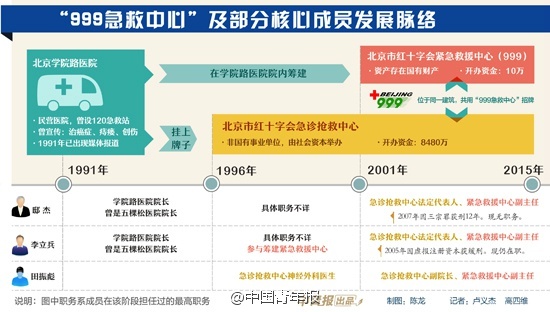 “999急救中心”及部分核心成员发展脉络
北京学院路医院
·民营医院，曾设120急救站
·曾宣传：治癌症、痔瘘、创伤
·1991年已出现媒体报道
在学院路医院院内筹建
北京市红十字会紧急救援中心（999）
·资产存在国有财产 ·开办资金：10万
BEIJING
999
位于同一建筑，共用“999急救中心”招牌
挂上
牌子
北京市红十字会急诊抢救中心
·非国有事业单位，由社会资本举办 ·开办资金：8480万
1991年 1996年 2001年 2015年
邸 杰
学院路医院院长
曾是五棵松医院院长
具体职务不详
急诊抢救中心法定代表人、紧急救援中心副主任
2007年因三宗罪获刑12年。现无职务。
李立兵
学院路医院院长
曾是五棵松医院院长
具体职务不详
参与筹建紧急救援中心
急诊抢救中心法定代表人、紧急救援中心副主任
2005年因虚报注册资本获缓刑。现仍在职。
田振彪
急诊抢救中心神经外科医生
急诊抢救中心副院长、紧急救援中心副主任
说明：图中职务系成员在该阶段担任过的最高职务
@中国青年报
出品
制图：陈龙 记者：卢义杰 高四维